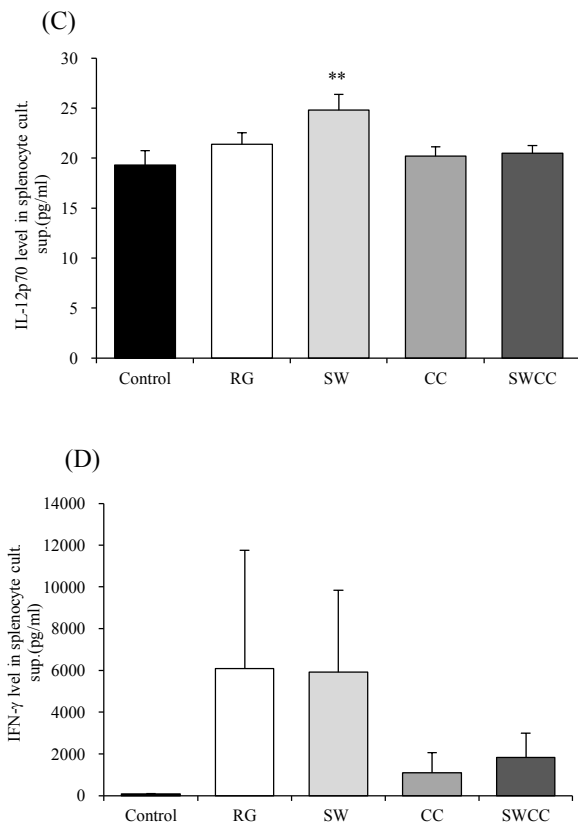 (C)
IL-12p70 level in splenocyte cult.
sup.(pg/ml)
30
25
20
15
10
5
0
**
Control RG SW CC SWCC
(D)
IFN-γ lvel in splenocyte cult.
sup.(pg/ml)
14000
12000
10000
8000
6000
4000
2000
0
Control RG SW CC SWCC